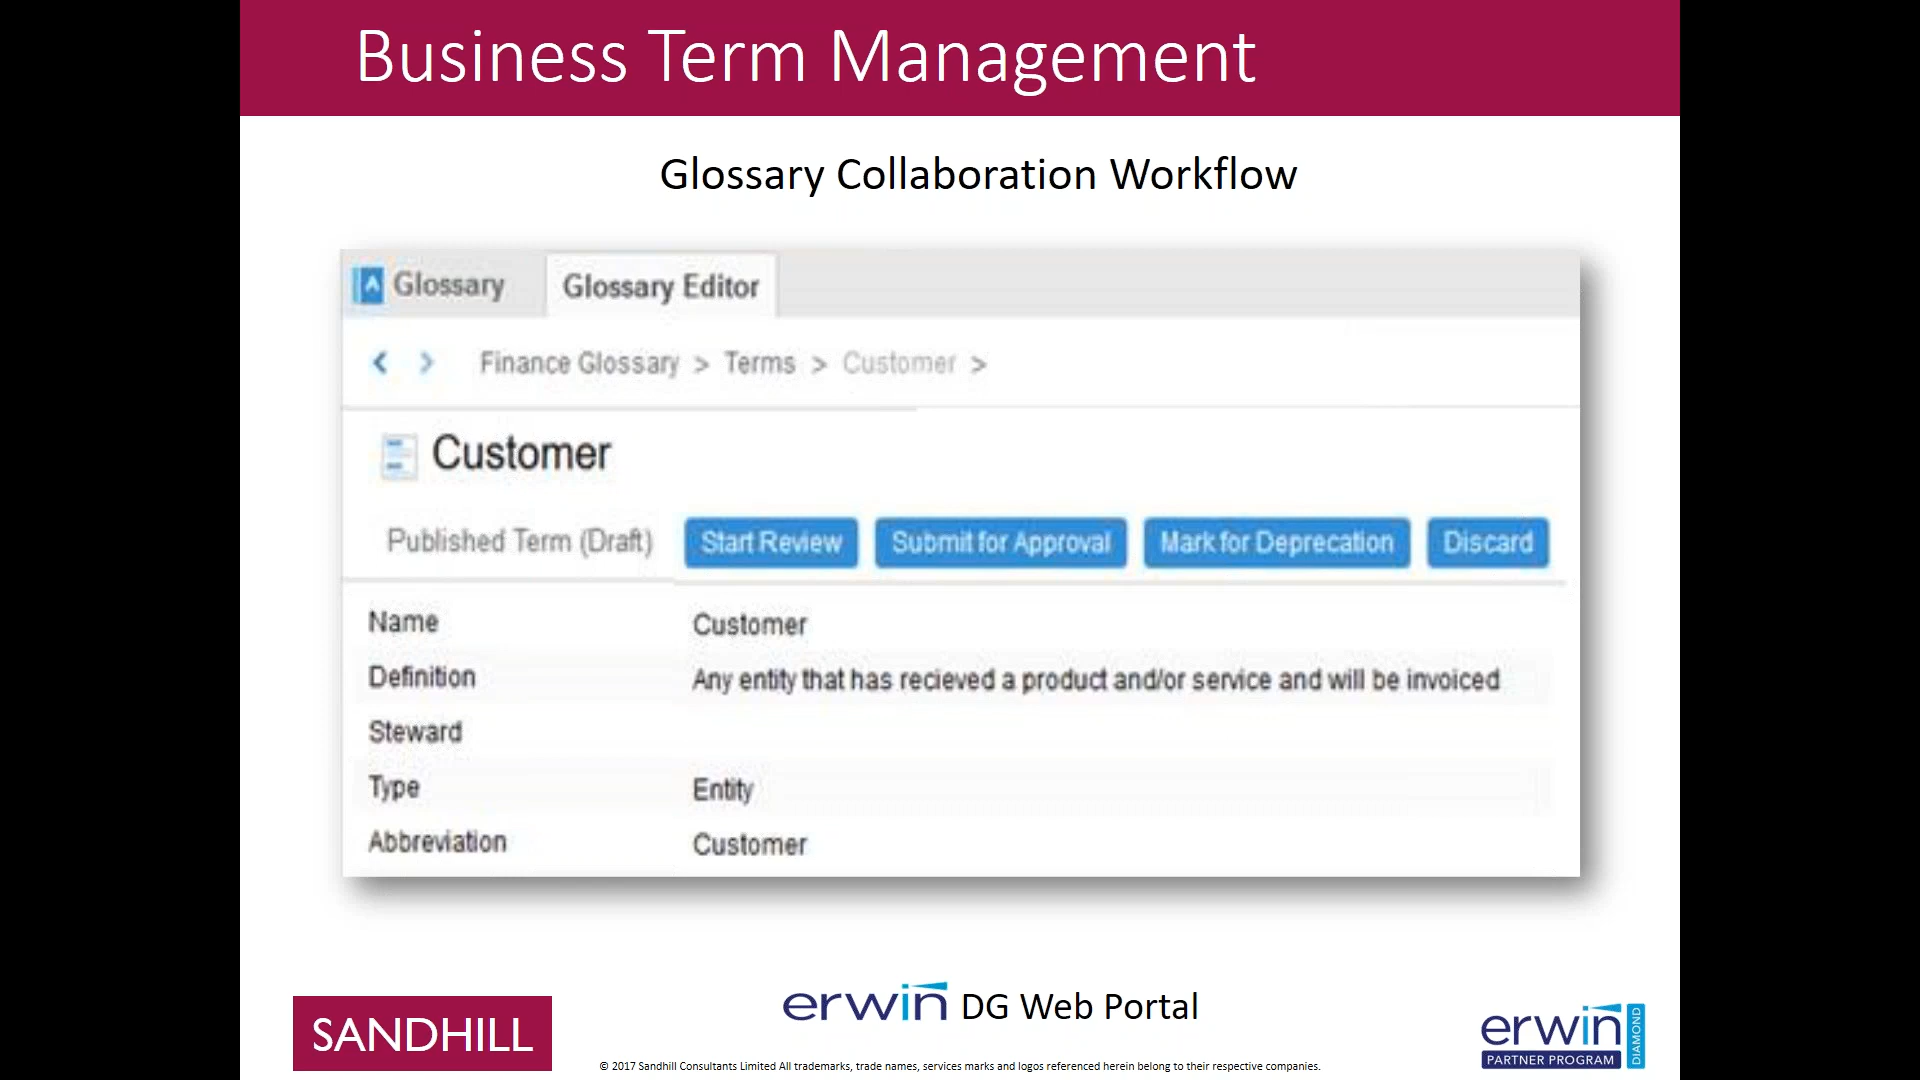 Business Term Management
Glossary Collaboration Workflow
Glossary Glossary Editor
Finance Glossary > Terms > Customer >
Customer
Published Term (Draft) Start Review Submit for Approval Mark for Deprecation Discard
Name Customer
Definition Any entity that has recieved a product and/or service and will be invoiced
Steward
Type Entity
Abbreviation Customer
erwin DG Web Portal
SANDHILL
erwin
PARTNER PROGRAM
DIAMOND
© 2017 Sandhill Consultants Limited All trademarks, trade names, services marks and logos referenced herein belong to their respective companies.